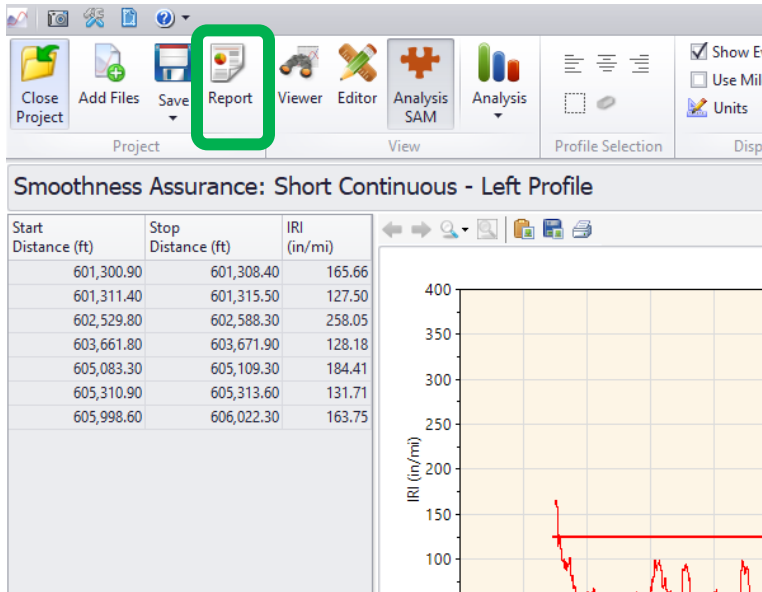 Close
Project
Add Files
Save
Report
Viewer
Editor
Analysis
SAM
Analysis
Show
Use Mil
Units
Project
View
Profile Selection
Disp
Smoothness Assurance: Short Continuous - Left Profile
Start
Distance (ft)
Stop
Distance (ft)
IRI
(in/mi)
601,300.90 601,308.40 165.66
601,311.40 601,315.50 127.50
602,529.80 602,588.30 258.05
603,661.80 603,671.90 128.18
605,083.30 605,109.30 184.41
605,310.90 605,313.60 131.71
605,998.60 606,022.30 163.75
400
350
300
250
200
150
100
IRI (in/mi)